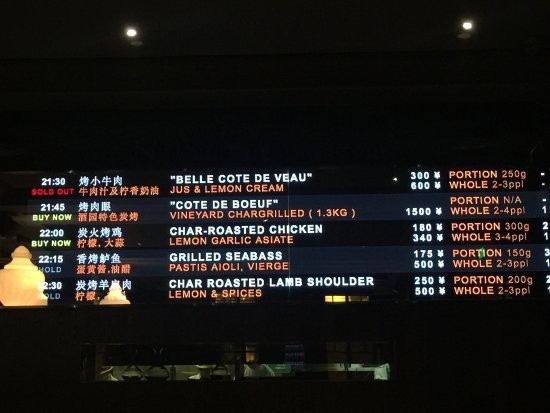 21:30 烤小牛肉 "BELLE COTE DE VEAU" 300 ¥ PORTION 250g
SOLD OUT 牛肉汁及柠香奶油 JUS & LEMON CREAM 600 ¥ WHOLE 2-3ppl
21:45 烤肉眼 "COTE DE BOEUF" PORTION N/A
BUY NOW 酒园特色炭烤 VINEYARD CHARGRILLED ( 1.3KG ) 1500 ¥ WHOLE 2-4ppl
22:00 炭火烤鸡 CHAR-ROASTED CHICKEN 180 ¥ PORTION 300g
BUY NOW 柠檬, 大蒜 LEMON GARLIC ASIATE 340 ¥ WHOLE 3-4ppl
22:15 香烤鲈鱼 GRILLED SEABASS 175 ¥ PORTION 150g
HOLD 蛋黄酱,油醋 PASTIS AIOLI, VIERGE 500 ¥ WHOLE 2-3ppl
22:30 炭烤羊肩肉 CHAR ROASTED LAMB SHOULDER 250 ¥ PORTION 200g
HOLD 柠檬 LEMON & SPICES 500 ¥ WHOLE 2-3ppl